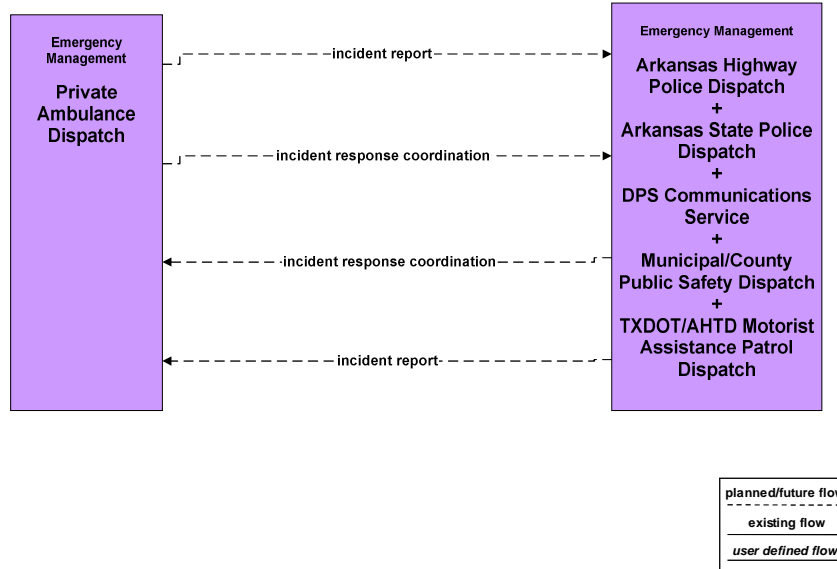 Emergency
Management
Private
Ambulance
Dispatch
incident report
incident response coordination
incident response coordination
incident report
Emergency Management
Arkansas Highway
Police Dispatch
+
Arkansas State Police
Dispatch
+
DPS Communications
Service
+
Municipal/County
Public Safety Dispatch
+
TXDOT/AHTD Motorist
Assistance Patrol
Dispatch
planned/future flow
existing flow
user defined flow